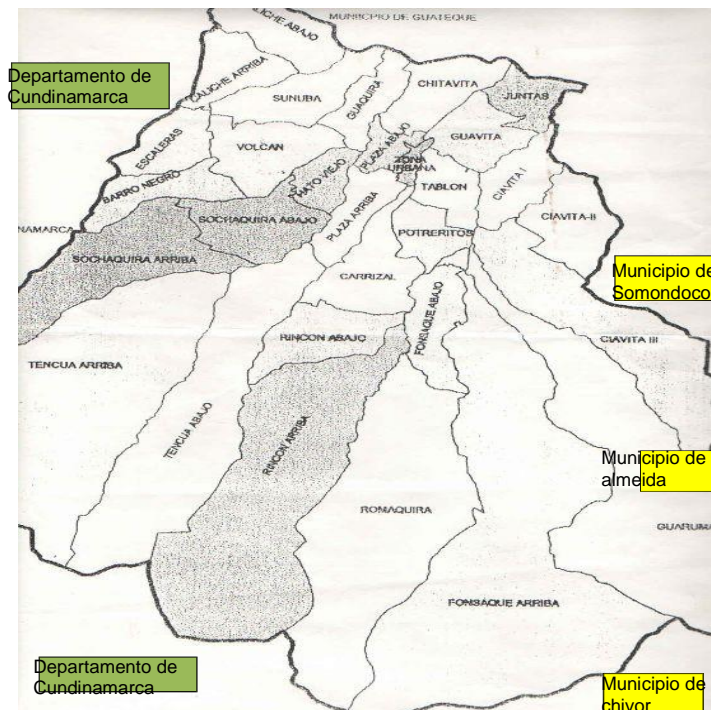 MUNICIPIO DE GUATEQUE
CALICHE ABAJO
CALICHE ARRIBA
Departamento de
Cundinamarca
SUNUBA
GUAQUIRA
CHITAVITA
JUNTAS
ESCALERAS
VOLCAN
PLAZA ABAJO
GUAVITA
ZONA
URBANA
BARRO NEGRO
HATO VIEJO
TABLON
CIAVITA I
CIAVITA-II
SOCHAQUIRA ABAJO
PLAZA ARRIBA
POTRERITOS
NAMARCA
SOCHAQUIRA ARRIBA
CARRIZAL
Municipio de
Somondoco
FONSAQUE ABAJO
RINCON ABAJO
CIAVITA III
TENCUA ARRIBA
TENCUA ABAJO
RINCON ARRIBA
Municipio de
almeida
ROMAQUIRA
GUARUMA
FONSAQUE ARRIBA
Departamento de
Cundinamarca
Municipio de
chivor